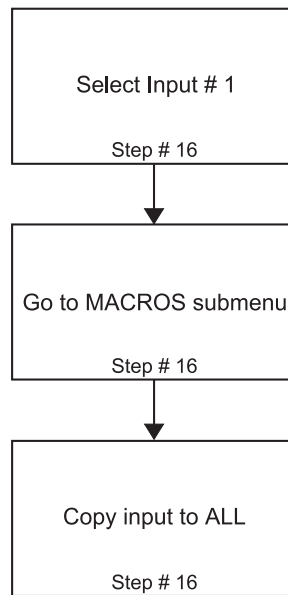 Select Input # 1
Step # 16
Go to MACROS submenu
Step # 16
Copy input to ALL
Step # 16